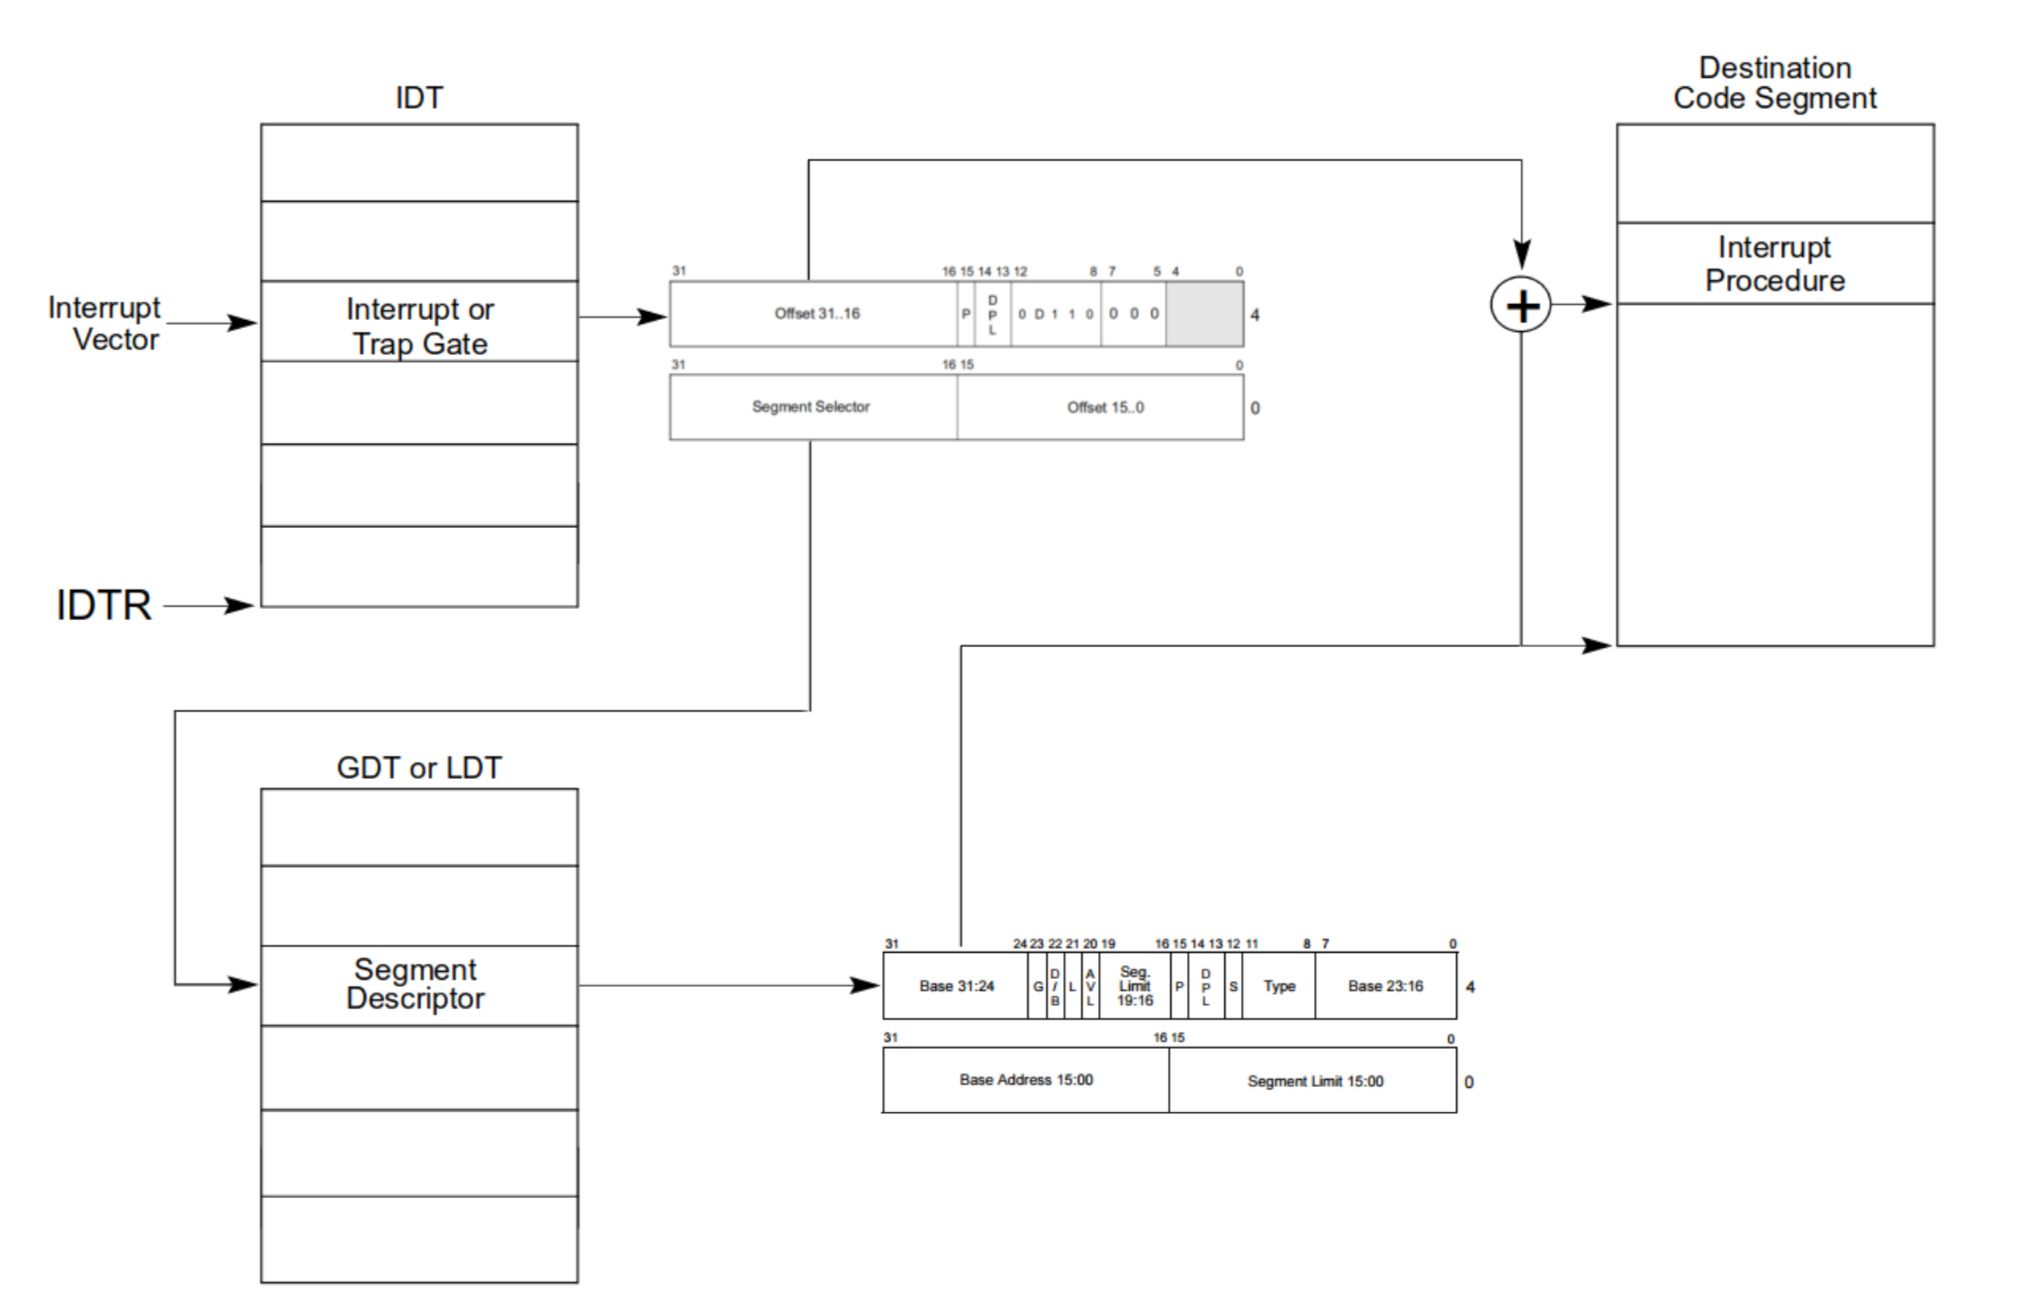 IDT
Destination
Code Segment
Interrupt
Vector
Interrupt or
Trap Gate
31 16 15 14 13 12 8 7 5 4 0
Offset 31..16 P D P L 0 D 1 1 0 0 0 0 4
31 16 15 0
Segment Selector Offset 15..0 0
+
Interrupt
Procedure
IDTR
GDT or LDT
Segment
Descriptor
31 24 23 22 21 20 19 16 15 14 13 12 11 8 7 0
Base 31:24 G D / B L A V L Seg. Limit 19:16 P D P L S Type Base 23:16 4
31 16 15 0
Base Address 15:00 Segment Limit 15:00 0